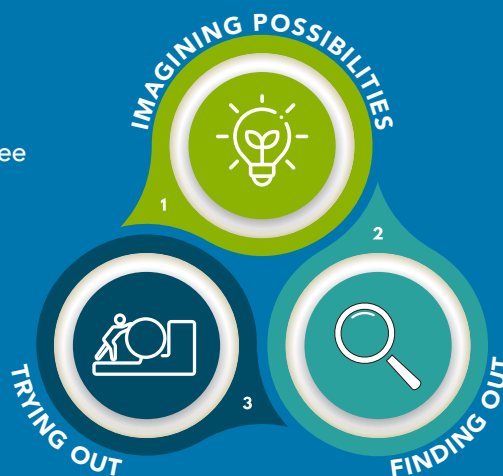 IMAGINING POSSIBILITIES
ee
1
2
3
TRYING OUT
FINDING OUT